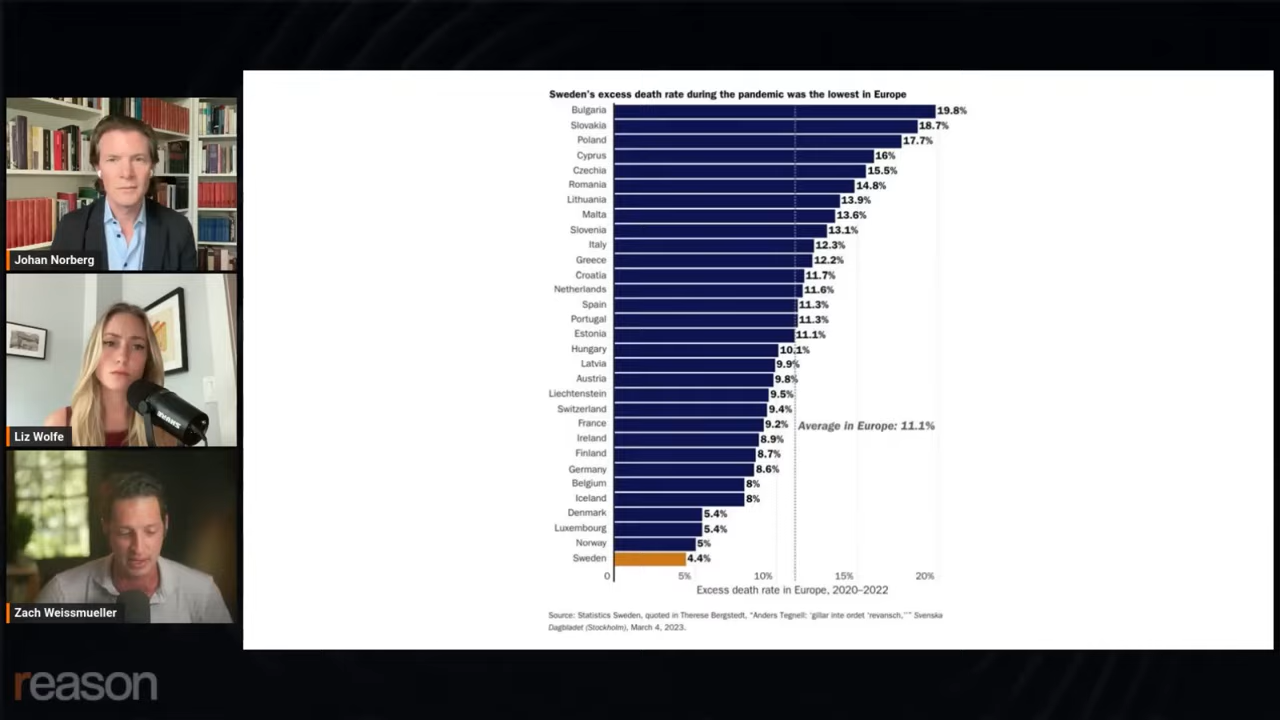 Sweden's excess death rate during the pandemic was the lowest in Europe
Bulgaria 19.8%
Slovakia 18.7%
Poland 17.7%
Cyprus 16%
Czechia 15.5%
Romania 14.8%
Lithuania 13.9%
Malta 13.6%
Slovenia 13.1%
Italy 12.3%
Greece 12.2%
Croatia 11.7%
Netherlands 11.6%
Spain 11.3%
Portugal 11.3%
Estonia 11.1%
Hungary 10.1%
Latvia 9.9%
Austria 9.8%
Liechtenstein 9.5%
Switzerland 9.4%
France 9.2%
Average in Europe: 11.1%
Ireland 8.9%
Finland 8.7%
Germany 8.6%
Belgium 8%
Iceland 8%
Denmark 5.4%
Luxembourg 5.4%
Norway 5%
Sweden 4.4%
0 5% 10% 15% 20%
Excess death rate in Europe, 2020–2022
Source: Statistics Sweden, quoted in Therese Bergstedt, "Anders Tegnell: 'gillar inte ordet 'revansch,'" Svenska
Dagbladet (Stockholm), March 4, 2023.
Johan Norberg
Liz Wolfe
Zach Weissmueller
reason